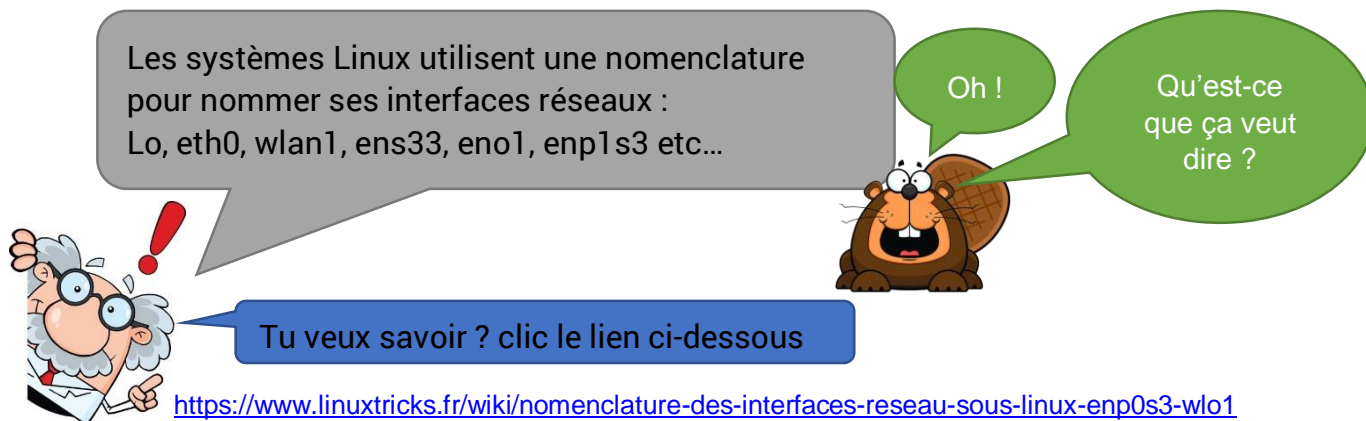 Les systèmes Linux utilisent une nomenclature
pour nommer ses interfaces réseaux :
Lo, eth0, wlan1, ens33, eno1, enp1s3 etc…
Oh !
Qu’est-ce
que ça veut
dire ?
Tu veux savoir ? clic le lien ci-dessous
https://www.linuxtricks.fr/wiki/nomenclature-des-interfaces-reseau-sous-linux-enp0s3-wlo1